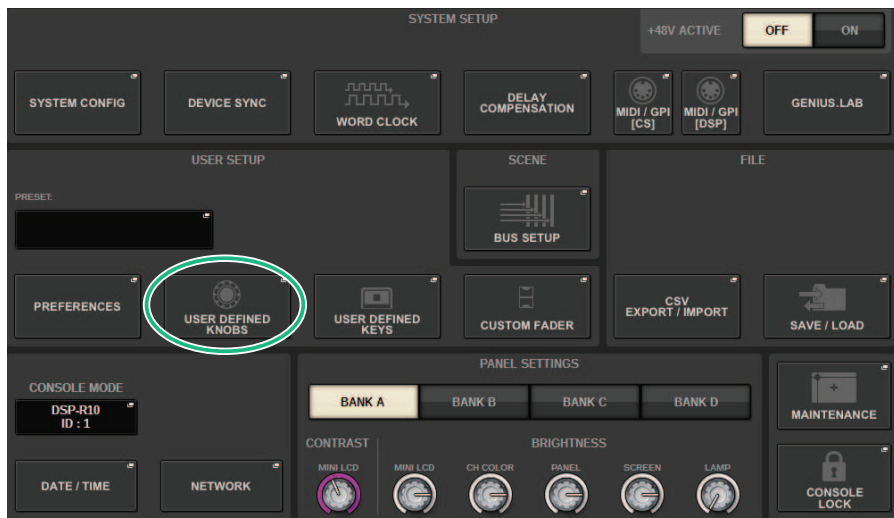 SYSTEM SETUP
+48V ACTIVE
OFF
ON
SYSTEM CONFIG
DEVICE SYNC
WORD CLOCK
DELAY
COMPENSATION
MIDI / GPI
[CS]
MIDI / GPI
[DSP]
GENIUS.LAB
USER SETUP
PRESET:
PREFERENCES
USER DEFINED
KNOBS
USER DEFINED
KEYS
SCENE
BUS SETUP
CUSTOM FADER
FILE
CSV
EXPORT / IMPORT
SAVE / LOAD
CONSOLE MODE
DSP-R10
ID : 1
DATE / TIME
NETWORK
PANEL SETTINGS
BANK A
BANK B
BANK C
BANK D
CONTRAST
BRIGHTNESS
MINI LCD
MINI LCD
CH COLOR
PANEL
SCREEN
LAMP
MAINTENANCE
CONSOLE
LOCK